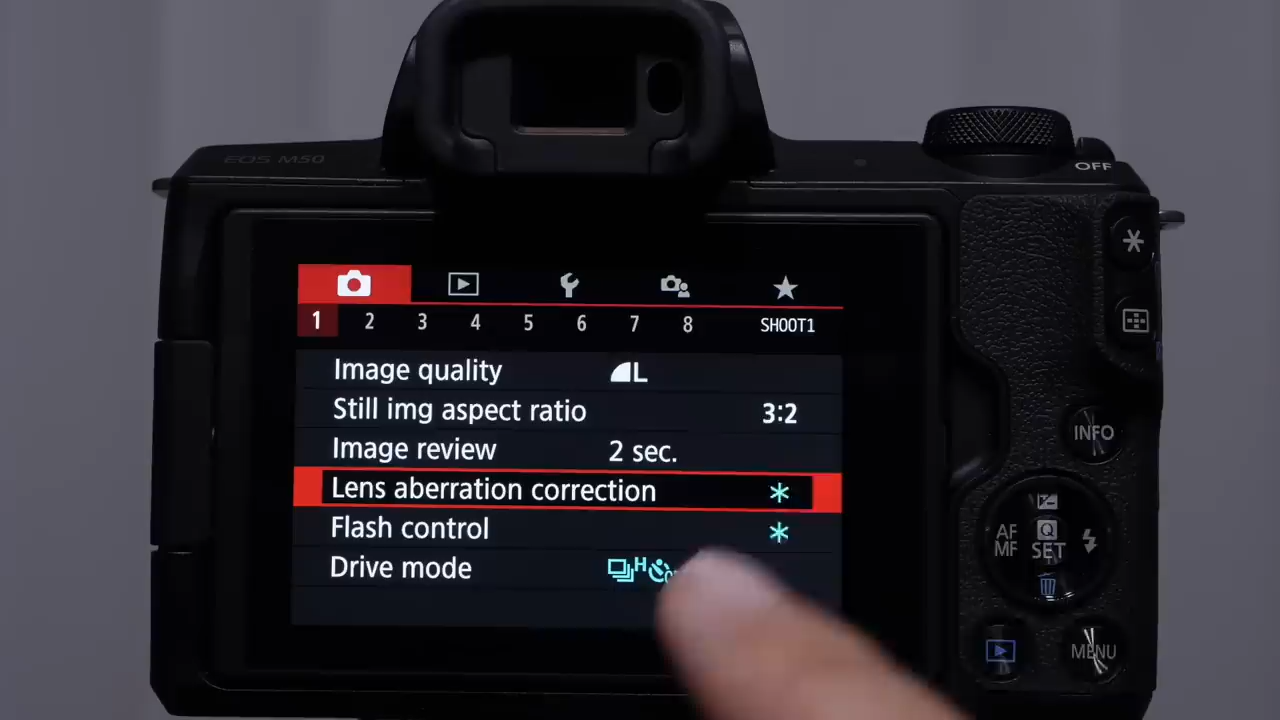 EOS M50
OFF
1 2 3 4 5 6 7 8 SHOOT1
Image quality L
Still img aspect ratio 3:2
Image review 2 sec.
Lens aberration correction *
Flash control *
Drive mode H
INFO
AF
MF
Q
SET
MENU